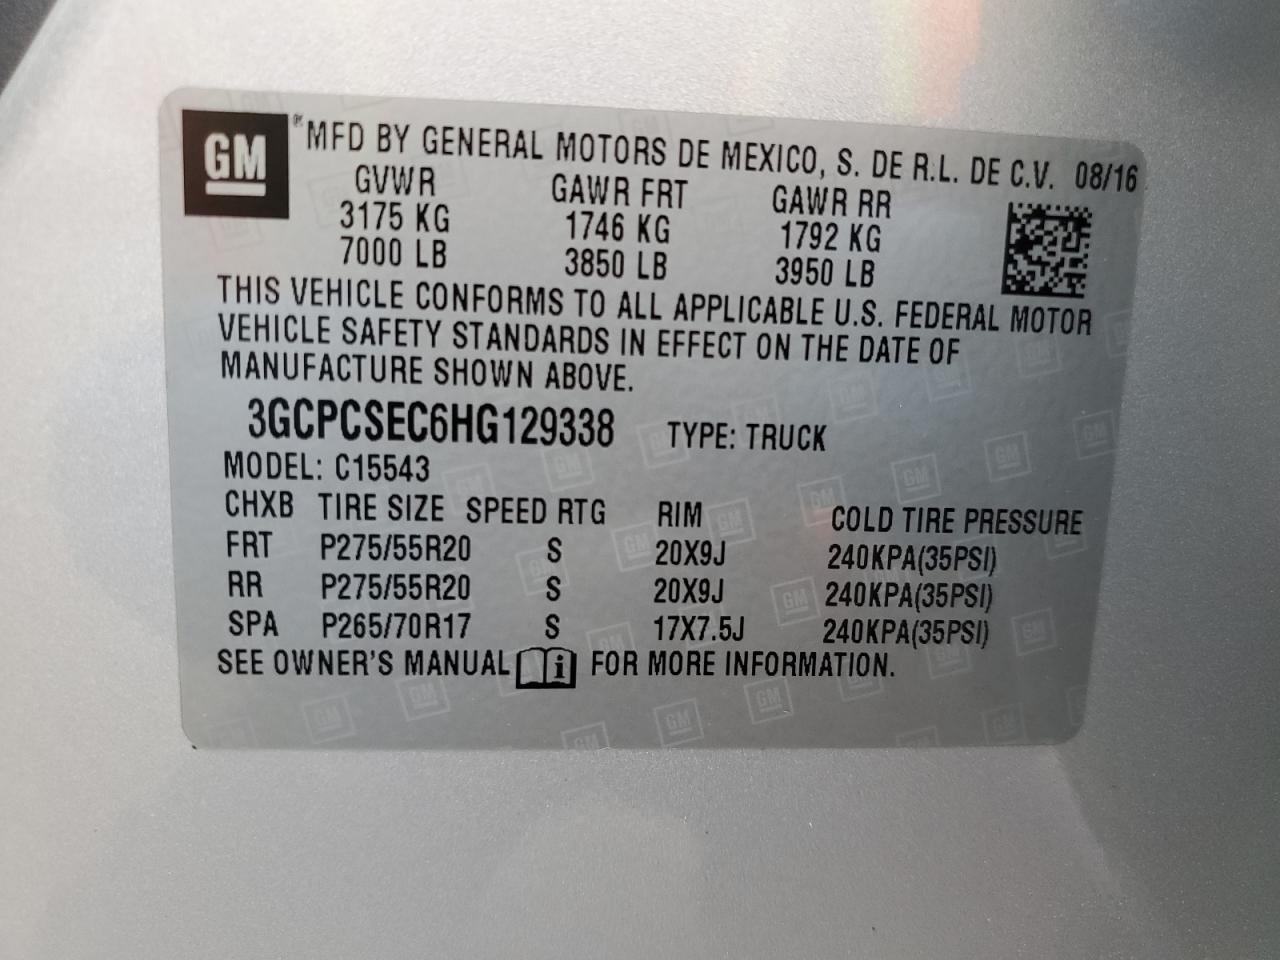 GM ® MFD BY GENERAL MOTORS DE MEXICO, S. DE R.L. DE C.V. 08/16
GVWR GAWR FRT GAWR RR
3175 KG 1746 KG 1792 KG
7000 LB 3850 LB 3950 LB
THIS VEHICLE CONFORMS TO ALL APPLICABLE U.S. FEDERAL MOTOR
VEHICLE SAFETY STANDARDS IN EFFECT ON THE DATE OF
MANUFACTURE SHOWN ABOVE.
3GCPCSEC6HG129338 TYPE: TRUCK
MODEL: C15543
CHXB TIRE SIZE SPEED RTG RIM COLD TIRE PRESSURE
FRT P275/55R20 S 20X9J 240KPA(35PSI)
RR P275/55R20 S 20X9J 240KPA(35PSI)
SPA P265/70R17 S 17X7.5J 240KPA(35PSI)
SEE OWNER'S MANUAL i FOR MORE INFORMATION.